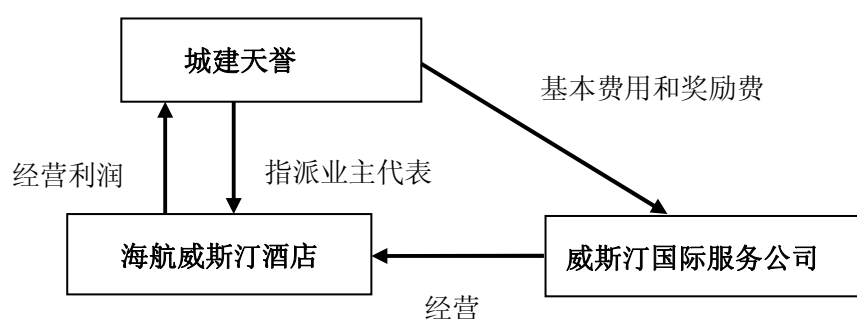 城建天誉
基本费用和奖励费
经营利润
指派业主代表
海航威斯汀酒店
威斯汀国际服务公司
经营